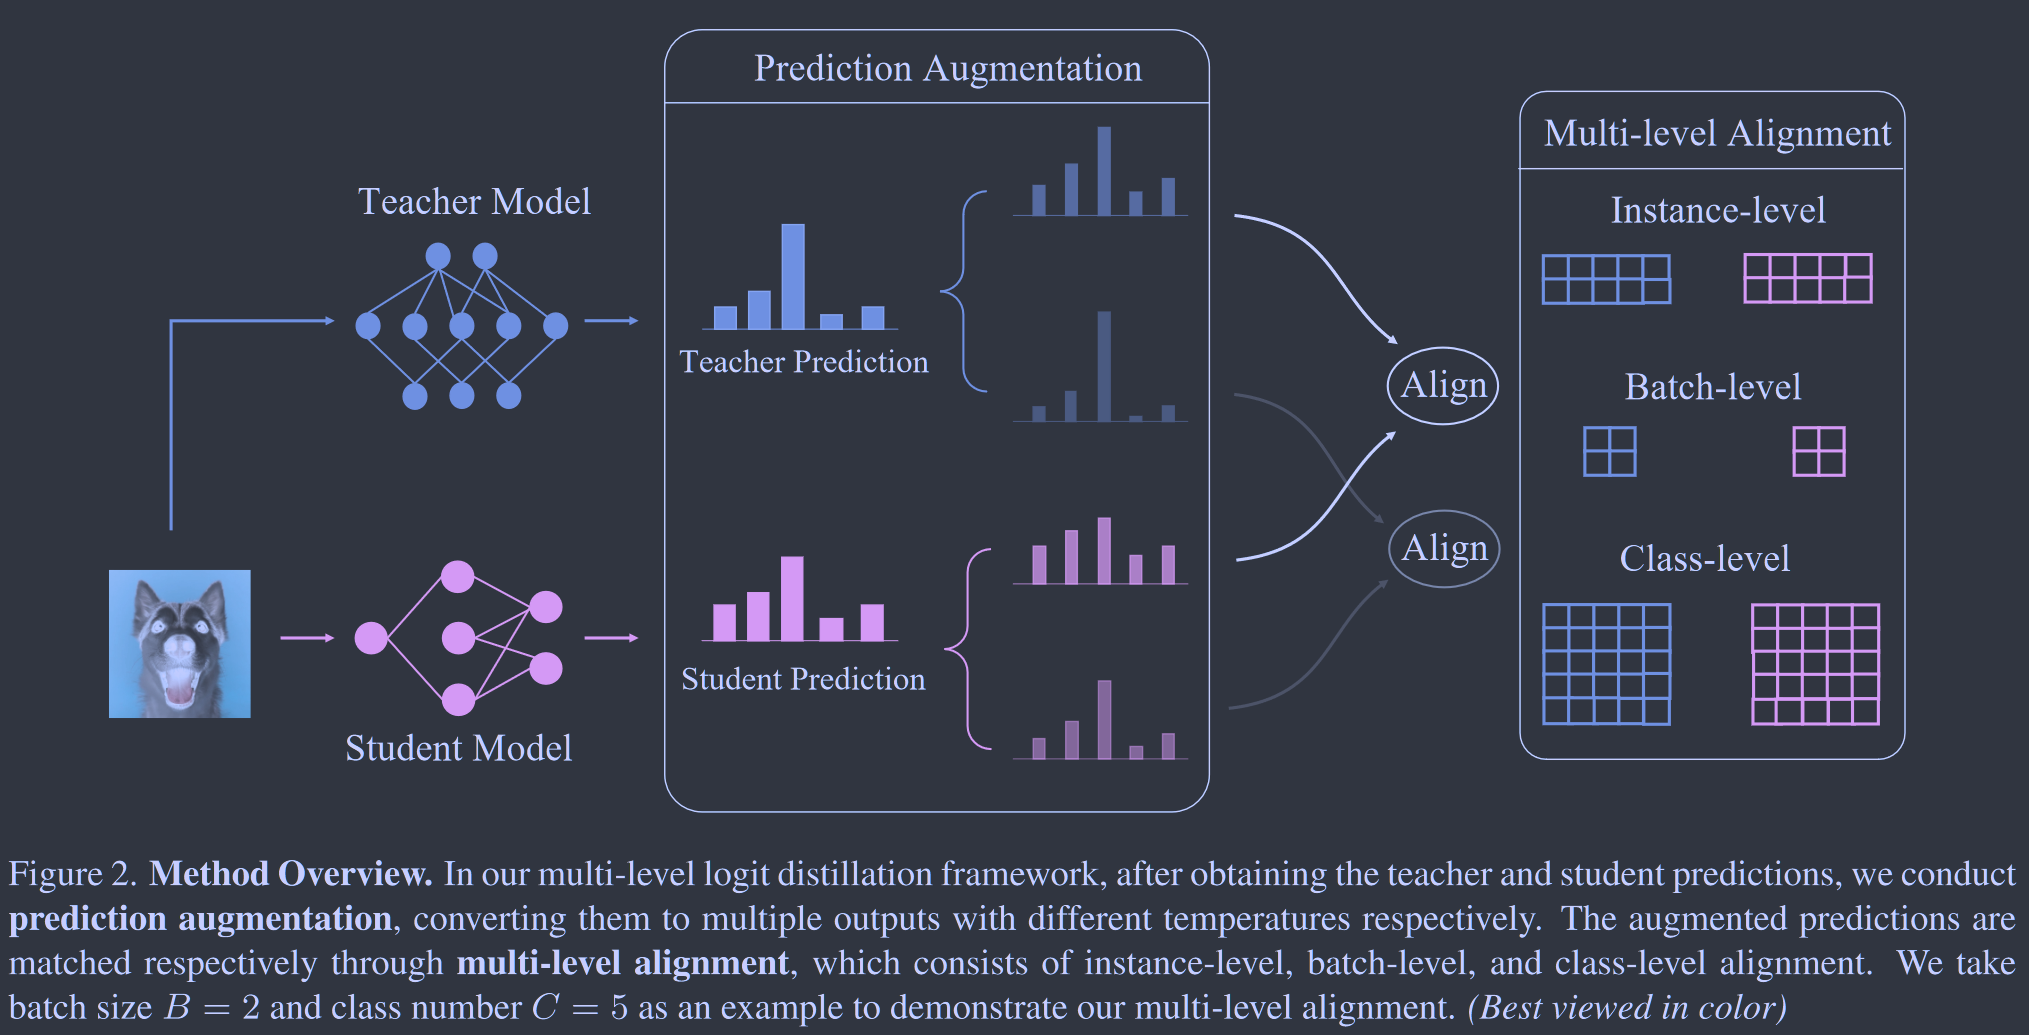 Prediction Augmentation
Multi-level Alignment
Teacher Model
Instance-level
Teacher Prediction
Align
Batch-level
Align
Class-level
Student Prediction
Student Model
Figure 2. Method Overview. In our multi-level logit distillation framework, after obtaining the teacher and student predictions, we conduct
prediction augmentation, converting them to multiple outputs with different temperatures respectively. The augmented predictions are
matched respectively through multi-level alignment, which consists of instance-level, batch-level, and class-level alignment. We take
batch size B = 2 and class number C = 5 as an example to demonstrate our multi-level alignment. (Best viewed in color)